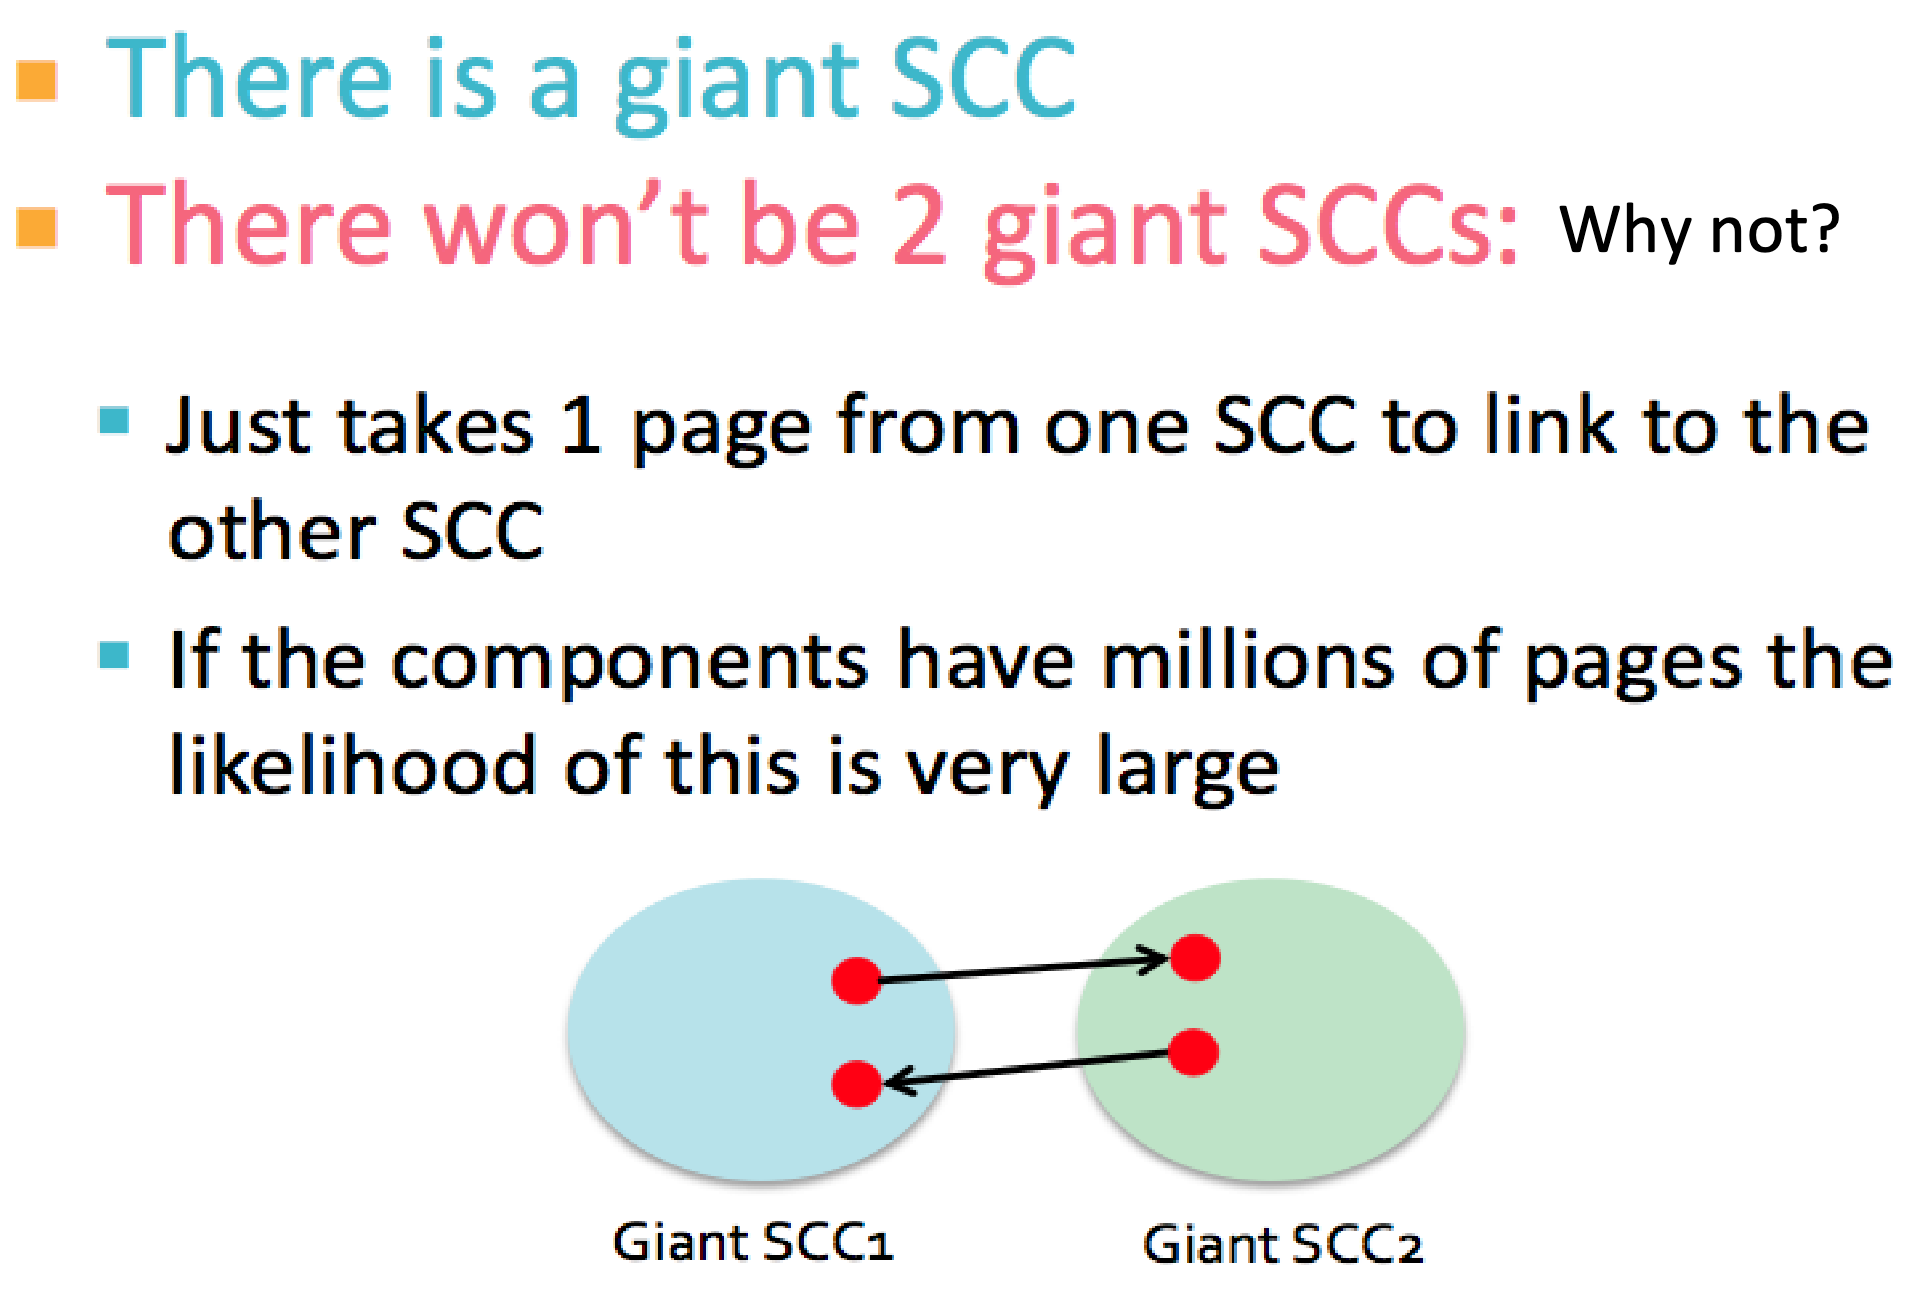 There is a giant SCC
There won’t be 2 giant SCCs: Why not?
Just takes 1 page from one SCC to link to the
other SCC
If the components have millions of pages the
likelihood of this is very large
Giant SCC1
Giant SCC2